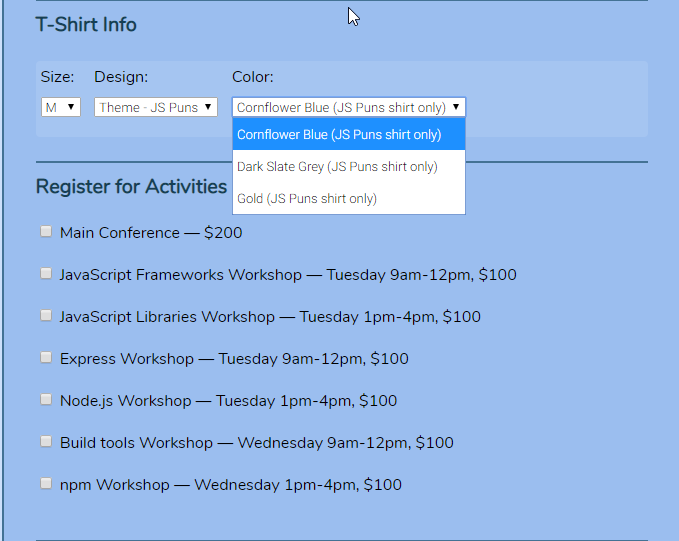 T-Shirt Info
Size: Design: Color:
M Theme - JS Puns Cornflower Blue (JS Puns shirt only)
Cornflower Blue (JS Puns shirt only)
Dark Slate Grey (JS Puns shirt only)
Gold (JS Puns shirt only)
Register for Activities
Main Conference — $200
JavaScript Frameworks Workshop — Tuesday 9am-12pm, $100
JavaScript Libraries Workshop — Tuesday 1pm-4pm, $100
Express Workshop — Tuesday 9am-12pm, $100
Node.js Workshop — Tuesday 1pm-4pm, $100
Build tools Workshop — Wednesday 9am-12pm, $100
npm Workshop — Wednesday 1pm-4pm, $100